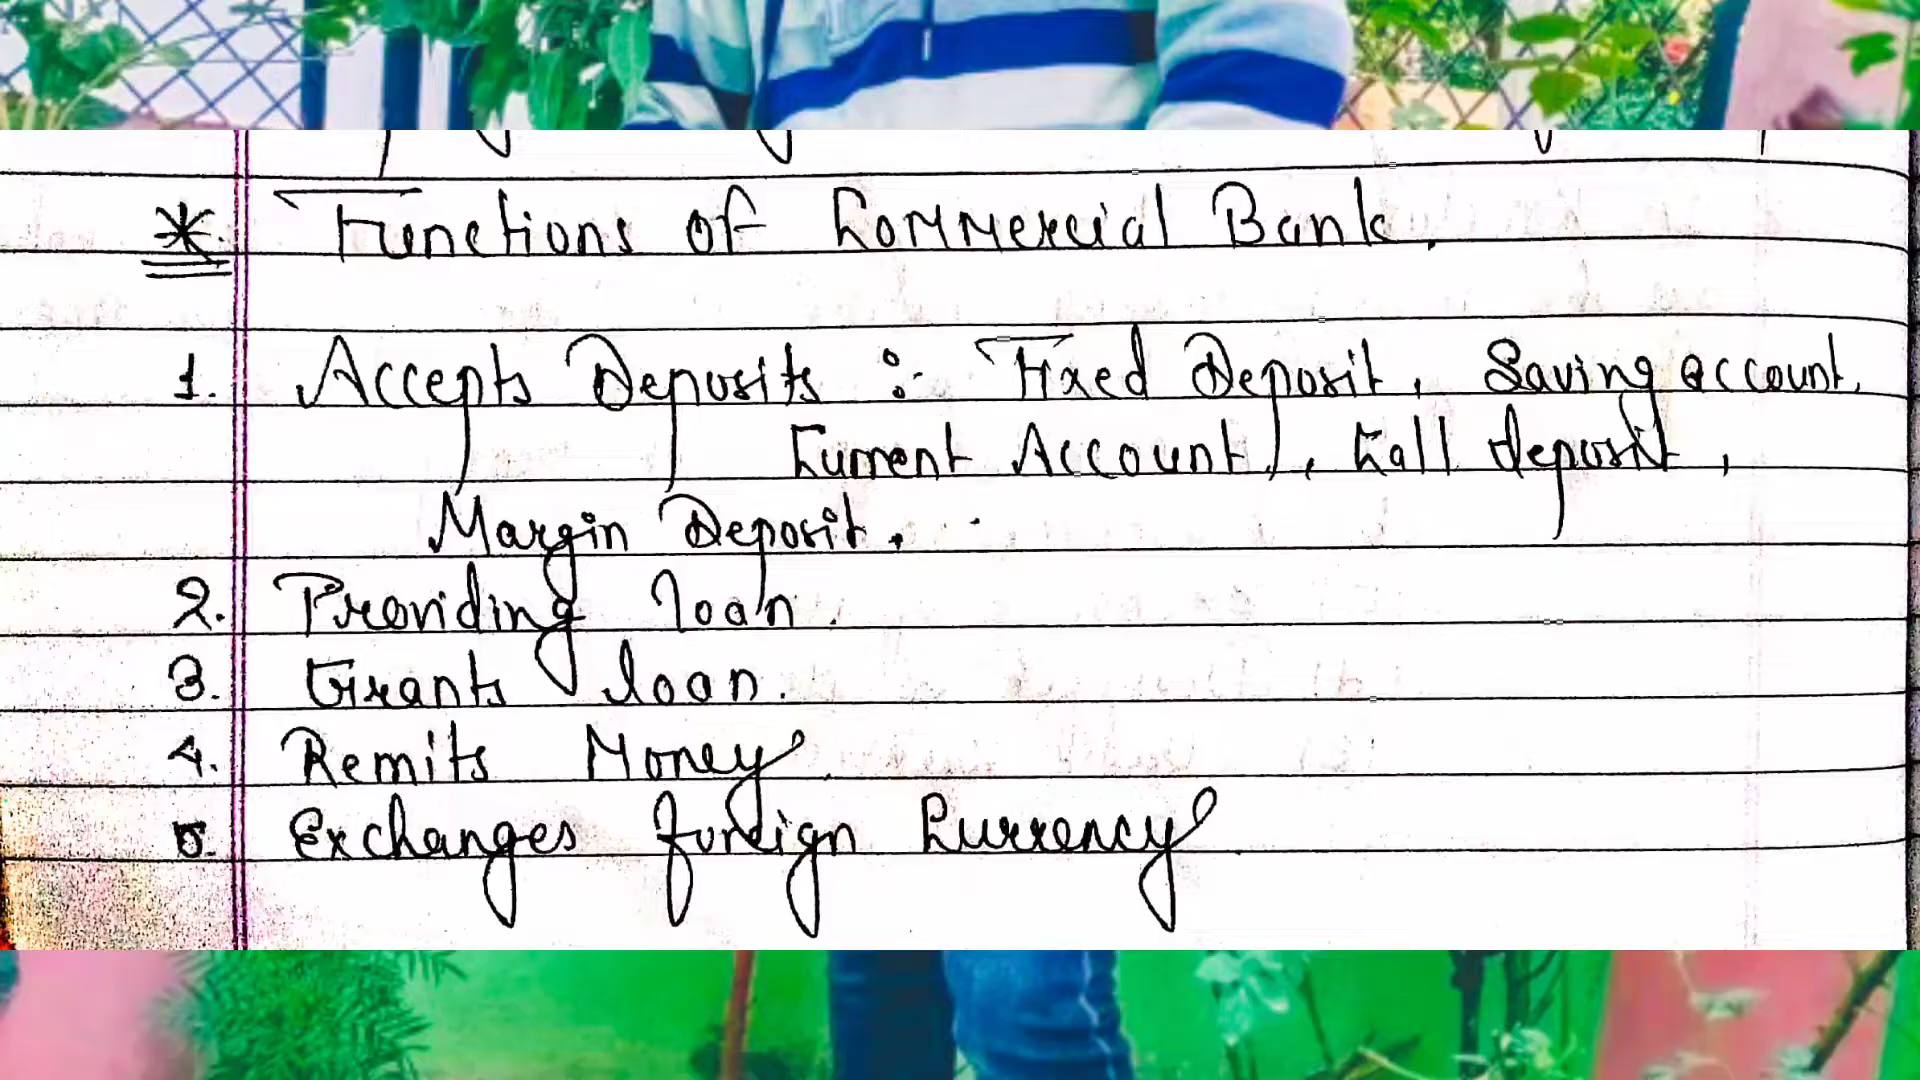 * Functions of Commercial Bank.
1. Accepts Deposits :- Fixed Deposit, Saving account,
Current Account), Call deposit,
Margin Deposit.
2. Providing loan.
3. Grants loan.
4. Remits Money.
5. Exchanges foreign Currency.